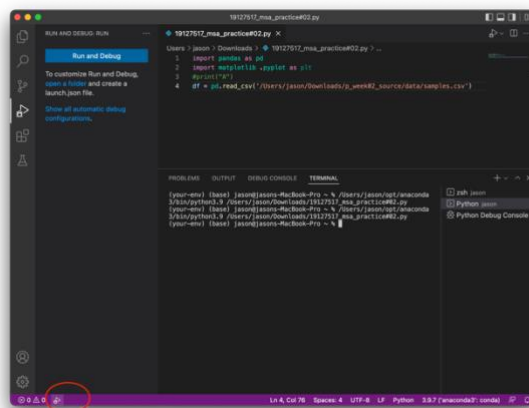 19127517_msa_practice#02.py
RUN AND DEBUG: RUN
Run and Debug
To customize Run and Debug,
open a folder and create a
launch.json file.
Show all automatic debug
configurations.
19127517_msa_practice#02.py
Users > jason > Downloads > 19127517_msa_practice#02.py > ...
1 import pandas as pd
2 import matplotlib .pyplot as plt
3 #print("#")
4 df = pd.read_csv('/Users/jason/Downloads/p_week02_source/data/samples.csv')
PROBLEMS OUTPUT DEBUG CONSOLE TERMINAL
(your-env) (base) jason@jasons-MacBook-Pro ~ % /Users/jason/opt/anaconda
3/bin/python3.9 /Users/jason/Downloads/19127517_msa_practice#02.py
(your-env) (base) jason@jasons-MacBook-Pro ~ % /Users/jason/opt/anaconda
3/bin/python3.9 /Users/jason/Downloads/19127517_msa_practice#02.py
(your-env) (base) jason@jasons-MacBook-Pro ~ %
zsh jason
Python jason
Python Debug Console
0 0
Ln 4, Col 76 Spaces: 4 UTF-8 LF Python 3.9.7 ('anaconda3': conda)